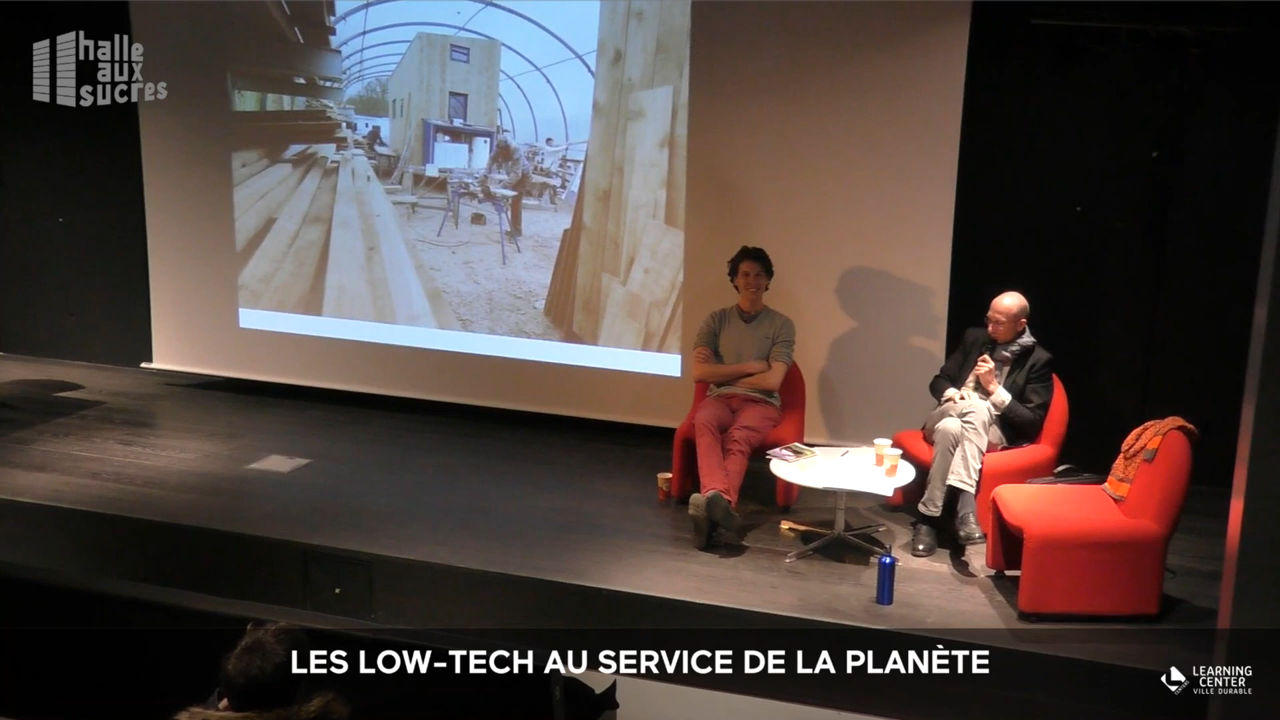 halle
aux
sucres
LES LOW-TECH AU SERVICE DE LA PLANÈTE
LEARNING
CENTER
VILLE DURABLE